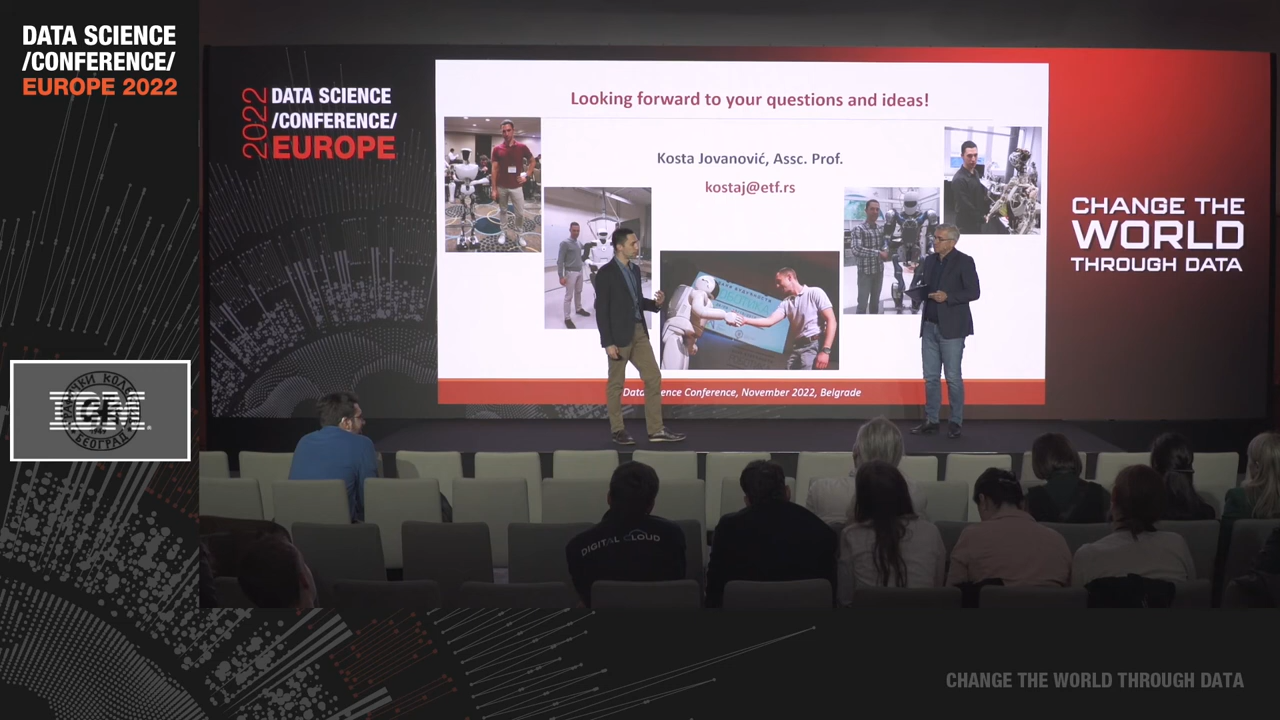 DATA SCIENCE
/CONFERENCE/
EUROPE 2022
2022
DATA SCIENCE
/CONFERENCE/
EUROPE
Looking forward to your questions and ideas!
Kosta Jovanović, Assc. Prof.
kostaj@etf.rs
Science Conference, November 2022, Belgrade
CHANGE THE
WORLD
THROUGH DATA
БЕОГРАД
DIGITAL CLOUD
CHANGE THE WORLD THROUGH DATA